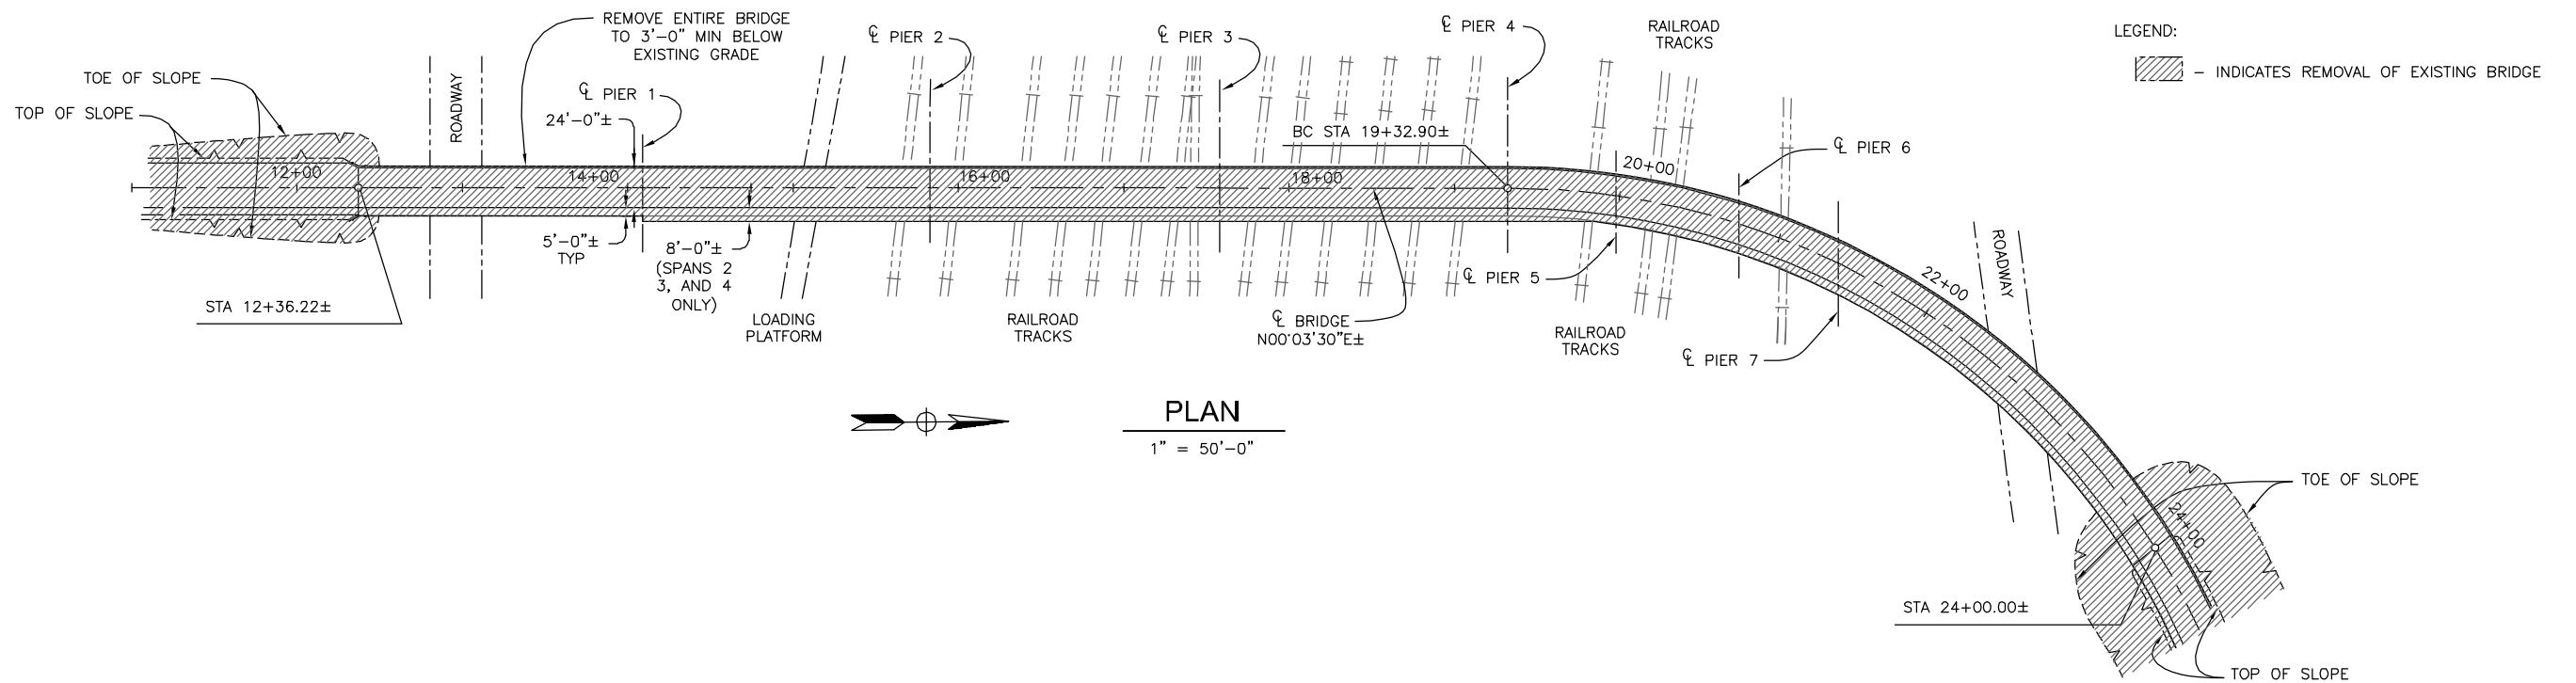 REMOVE ENTIRE BRIDGE
TO 3'-0" MIN BELOW
EXISTING GRADE
℄ PIER 1
24'-0"±
℄ PIER 2
℄ PIER 3
℄ PIER 4
RAILROAD
TRACKS
LEGEND:
- INDICATES REMOVAL OF EXISTING BRIDGE
TOE OF SLOPE
TOP OF SLOPE
ROADWAY
BC STA 19+32.90±
℄ PIER 6
12+00
14+00
16+00
18+00
20+00
22+00
24+00
5'-0"±
TYP
8'-0"±
(SPANS 2
3, AND 4
ONLY)
STA 12+36.22±
LOADING
PLATFORM
RAILROAD
TRACKS
℄ BRIDGE
N00°03'30"E±
℄ PIER 5
RAILROAD
TRACKS
℄ PIER 7
ROADWAY
PLAN
1" = 50'-0"
TOE OF SLOPE
STA 24+00.00±
TOP OF SLOPE